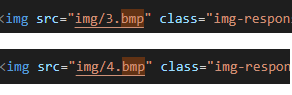 <img src="img/3.bmp" class="img-respon
<img src="img/4.bmp" class="img-respon